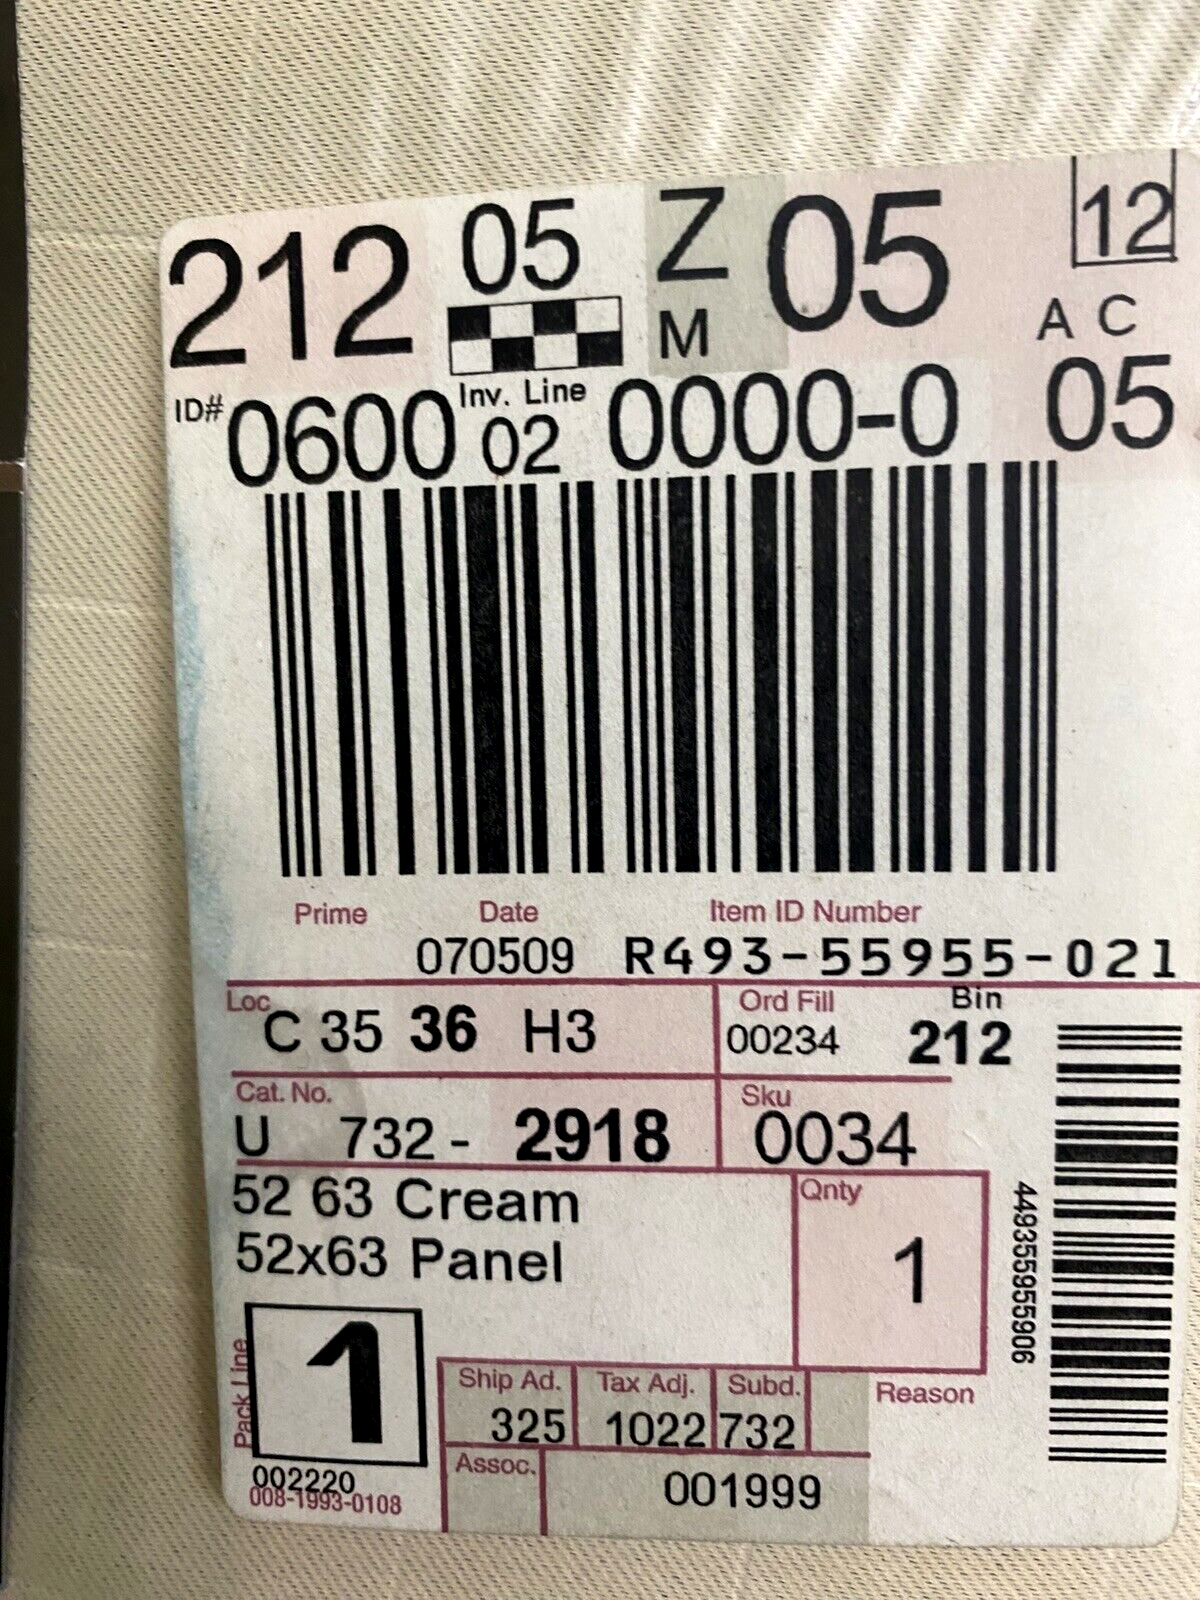 212 05 Z 05 12
M A C
ID# 0600 Inv. Line 02 0000-0 05
Prime Date Item ID Number
070509 R493-55955-021
Loc Ord Fill Bin
C 35 36 H3 00234 212
Cat. No. Sku
U 732- 2918 0034
52 63 Cream Qnty
52x63 Panel 1
449355955906
Pack Line 1
Ship Ad. Tax Adj. Subd. Reason
325 1022 732
Assoc. 001999
002220
008-1993-0108